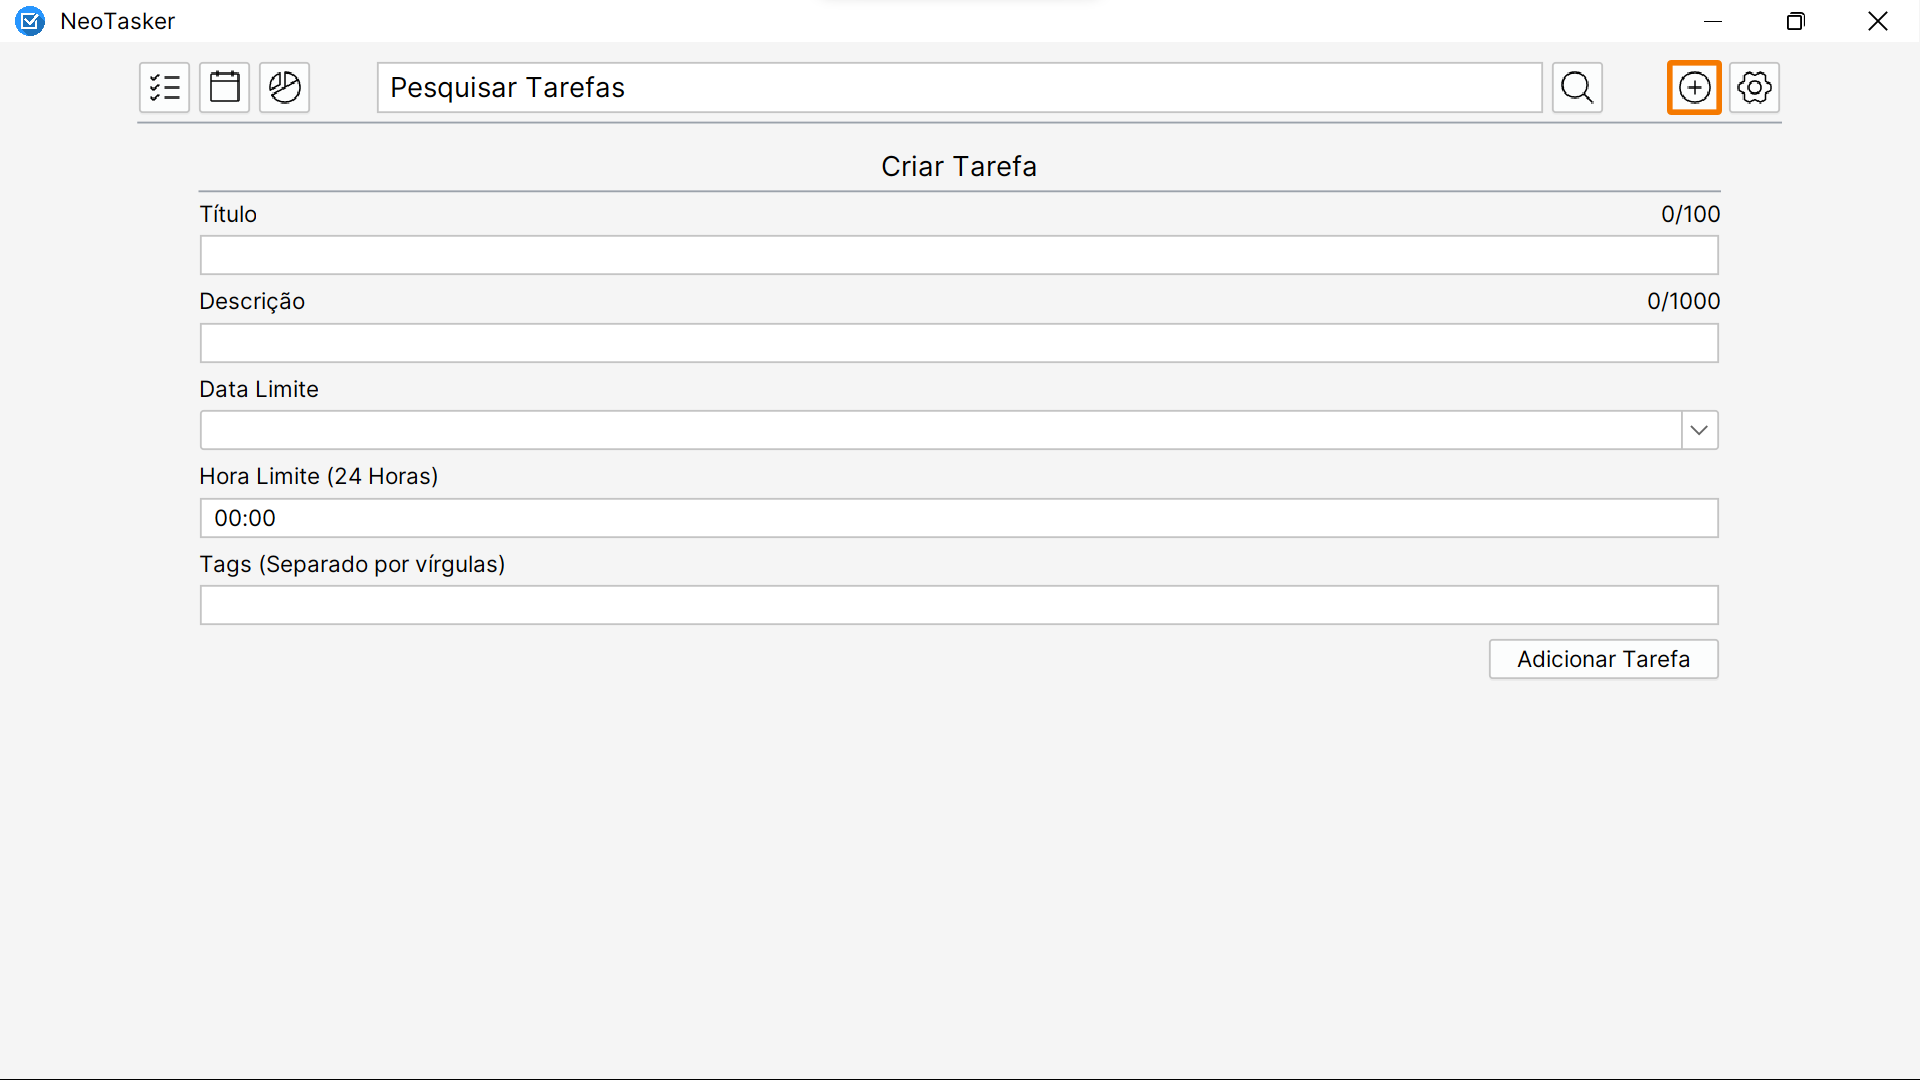 NeoTasker
Pesquisar Tarefas
Criar Tarefa
Título 0/100
Descrição 0/1000
Data Limite
Hora Limite (24 Horas)
00:00
Tags (Separado por vírgulas)
Adicionar Tarefa